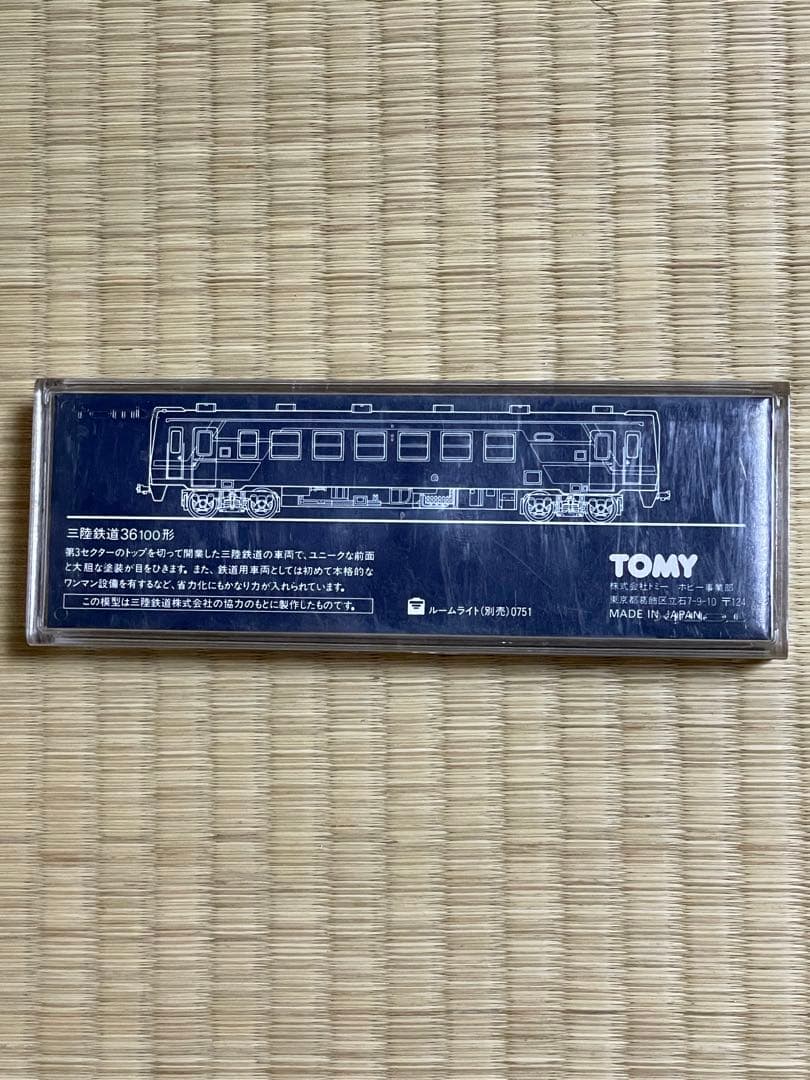 三陸鉄道36100形
第3セクターのトップを切って開業した三陸鉄道の車両で、ユニークな前面
と大胆な塗装が目をひきます。また、鉄道用車両としては初めて本格的な
ワンマン設備を有するなど、省力化にもかなり力が入れられています。
この模型は三陸鉄道株式会社の協力のもとに製作したものです。
ルームライト(別売)0751
TOMY
株式会社トミー ホビー事業部
東京都葛飾区立石7-9-10 〒124
MADE IN JAPAN